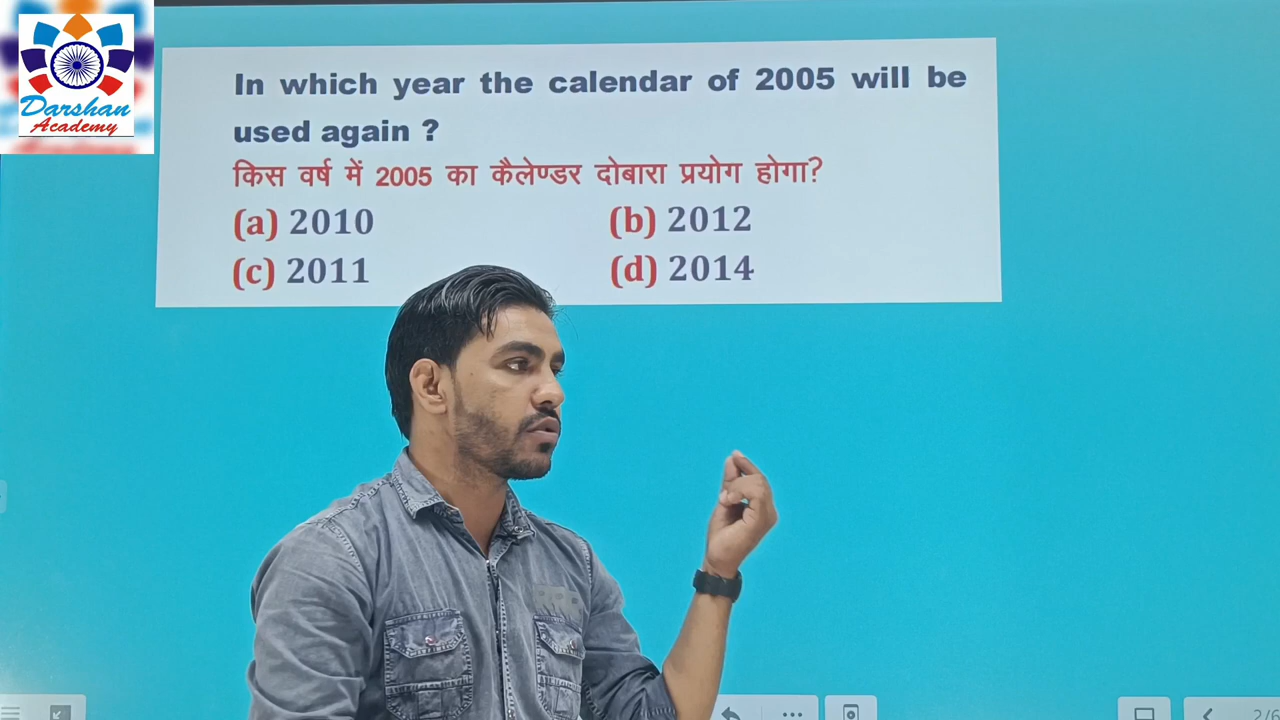 Darshan
Academy
In which year the calendar of 2005 will be
used again ?
किस वर्ष में 2005 का कैलेण्डर दोबारा प्रयोग होगा?
(a) 2010 (b) 2012
(c) 2011 (d) 2014